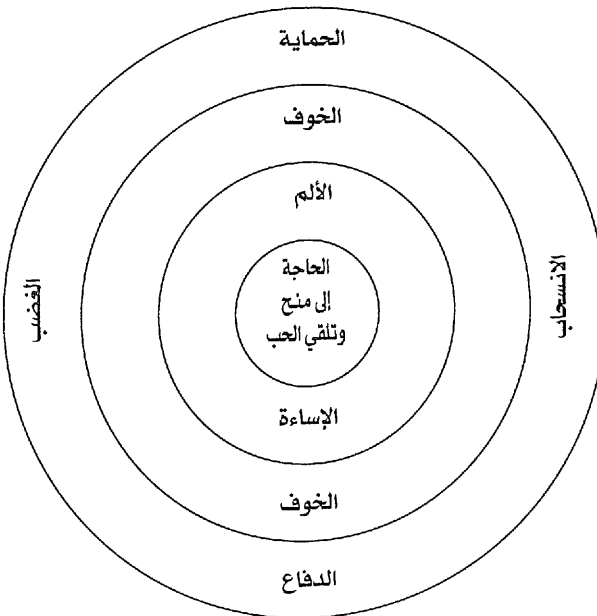 الحماية
الخوف
الألم
الحاجة
إلى منح
وتلقي الحب
الغضب
الانسحاب
الإساءة
الخوف
الدفاع